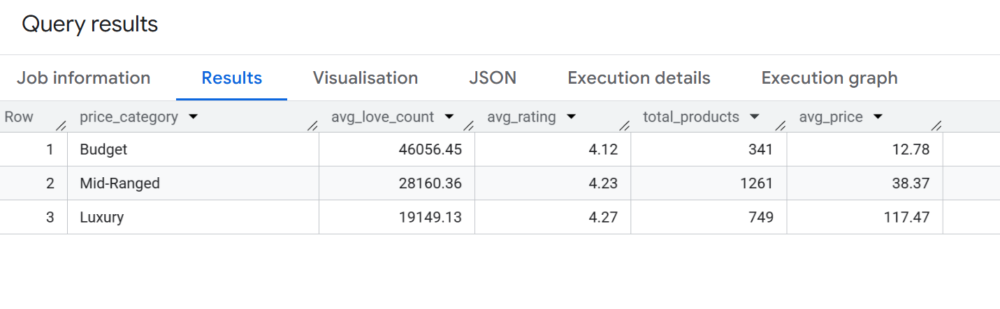 Query results
Job information Results Visualisation JSON Execution details Execution graph
Row price_category avg_love_count avg_rating total_products avg_price
1 Budget 46056.45 4.12 341 12.78
2 Mid-Ranged 28160.36 4.23 1261 38.37
3 Luxury 19149.13 4.27 749 117.47